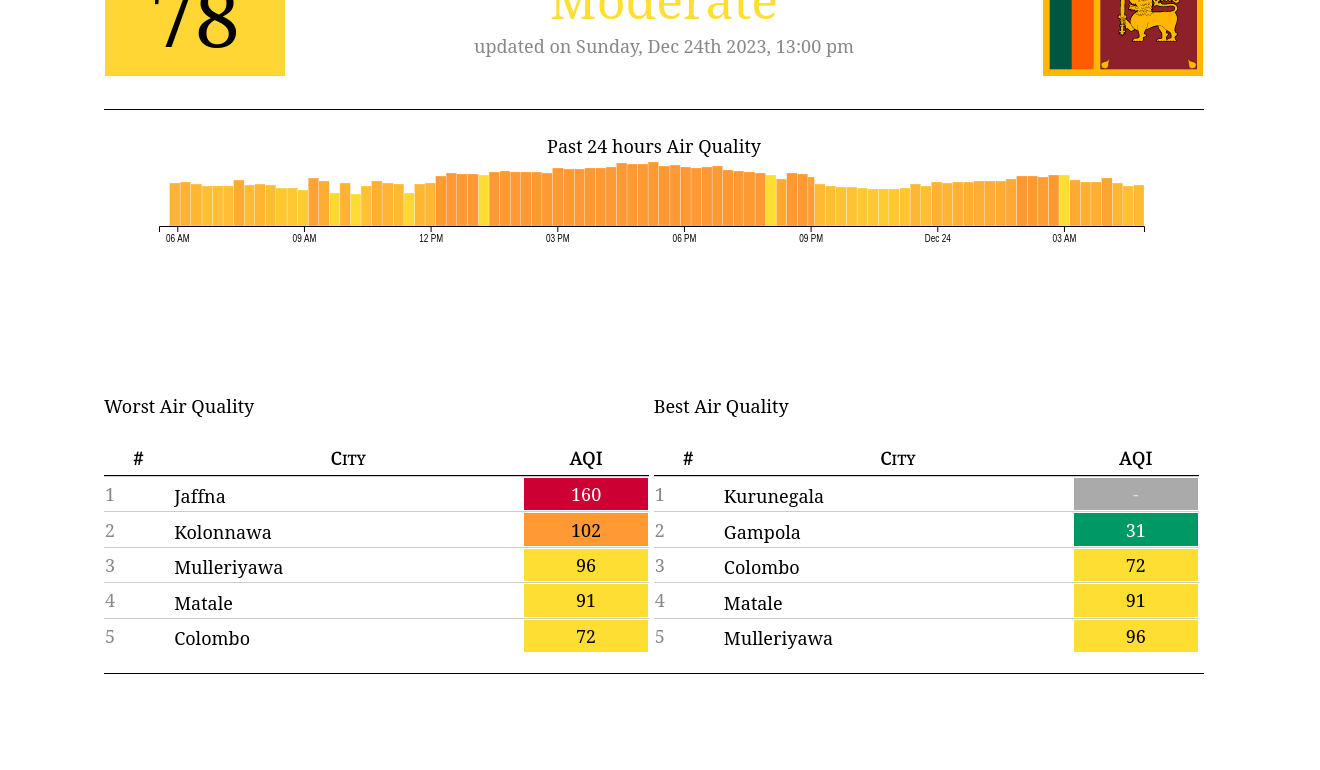 78
Moderate
updated on Sunday, Dec 24th 2023, 13:00 pm
Past 24 hours Air Quality
06 AM 09 AM 12 PM 03 PM 06 PM 09 PM Dec 24 03 AM
Worst Air Quality
# City AQI
1 Jaffna 160
2 Kolonnawa 102
3 Mulleriyawa 96
4 Matale 91
5 Colombo 72
Best Air Quality
# City AQI
1 Kurunegala -
2 Gampola 31
3 Colombo 72
4 Matale 91
5 Mulleriyawa 96